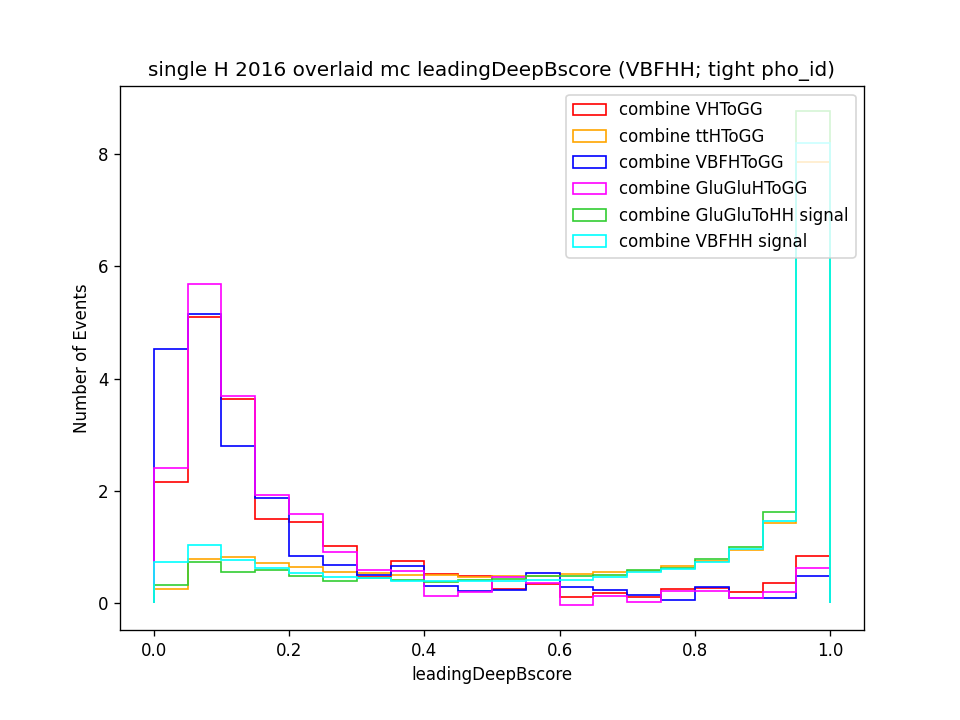 single H 2016 overlaid mc leadingDeepBscore (VBFHH; tight pho_id)
combine VHToGG
combine ttHToGG
combine VBFHToGG
combine GluGluHToGG
combine GluGluToHH signal
combine VBFHH signal
Number of Events
8
6
4
2
0
0.0 0.2 0.4 0.6 0.8 1.0
leadingDeepBscore